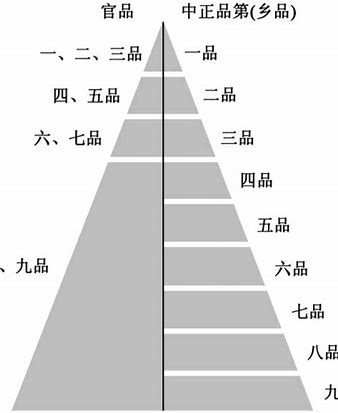 官品 中正品第(乡品)
一、二、三品 一品
四、五品 二品
六、七品 三品
四品
五品
、九品 六品
七品
八品
九